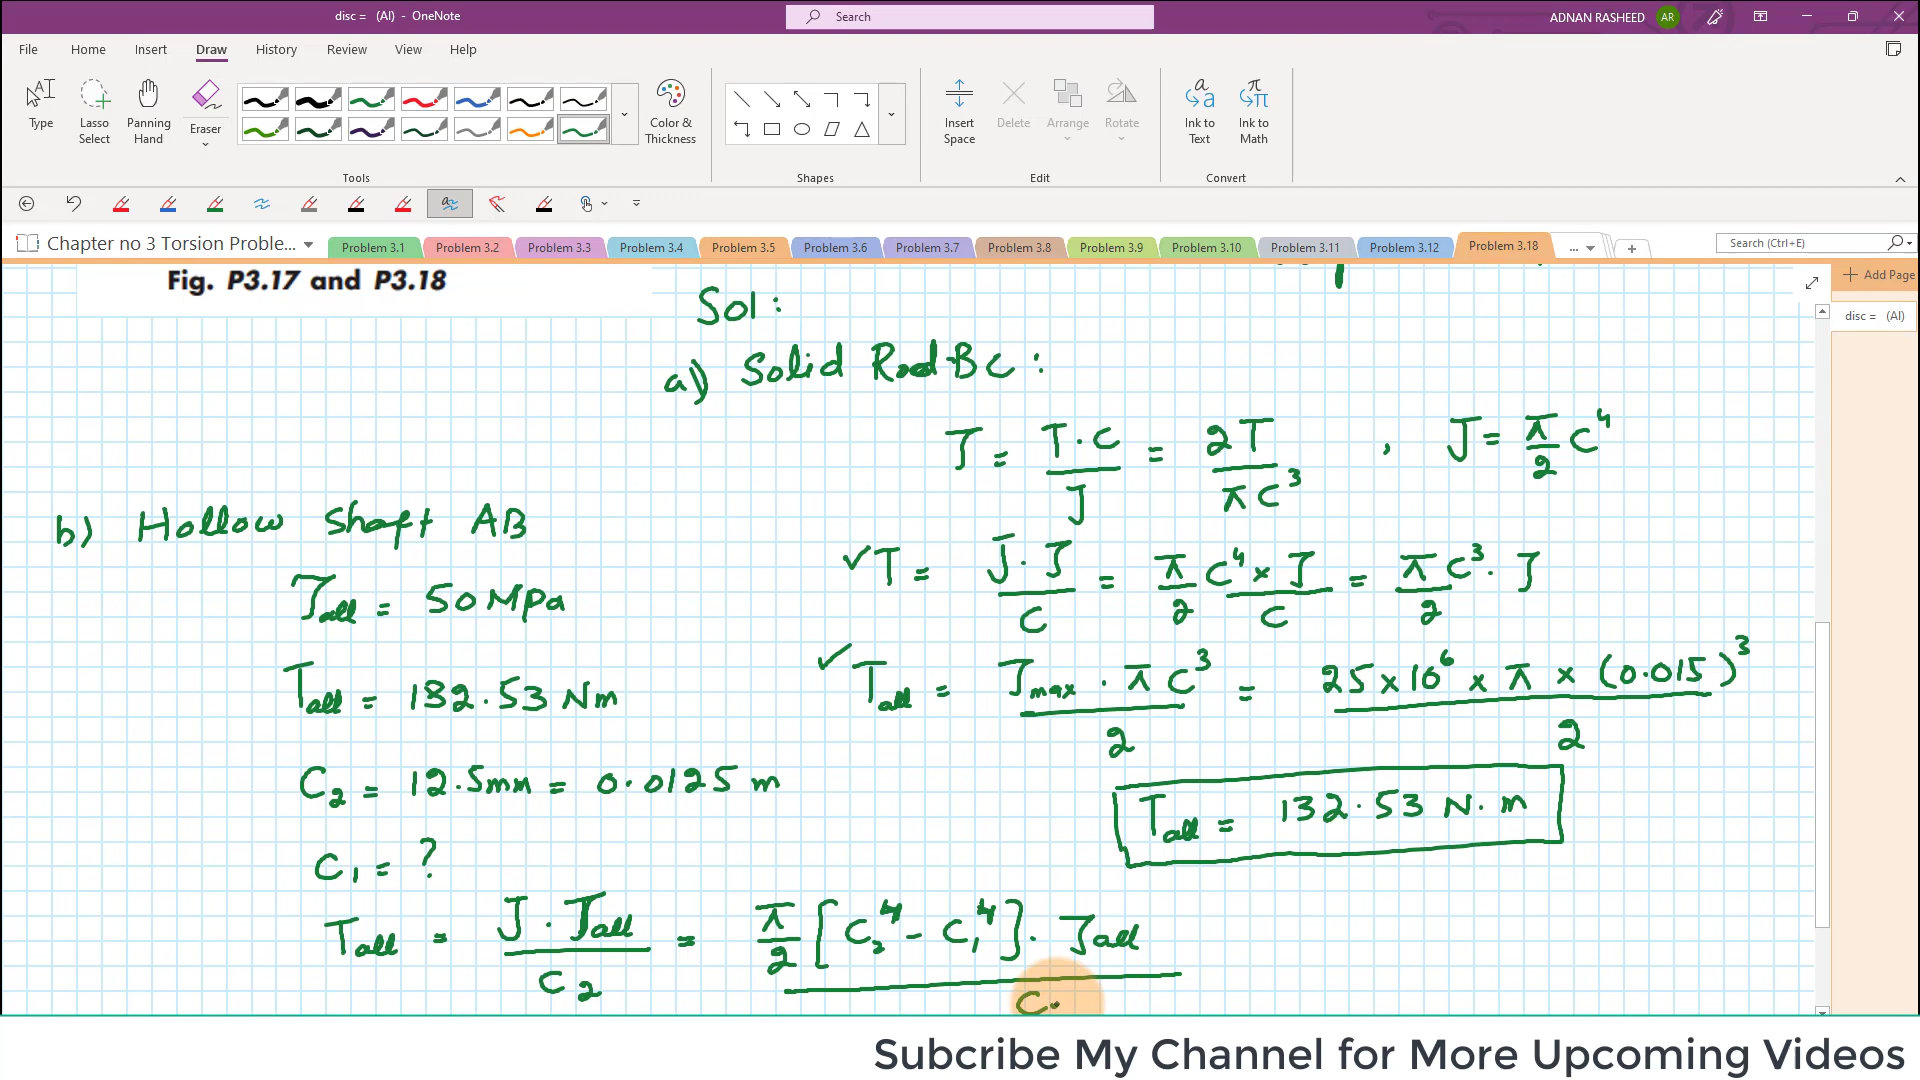 disc = (Al) - OneNote
Search
ADNAN RASHEED
AR
File Home Insert Draw History Review View Help
Type
Lasso Select
Panning Hand
Eraser
Color & Thickness
Insert Space
Delete
Arrange
Rotate
Ink to Text
Ink to Math
Tools
Shapes
Edit
Convert
Chapter no 3 Torsion Proble...
Problem 3.1 Problem 3.2 Problem 3.3 Problem 3.4 Problem 3.5 Problem 3.6 Problem 3.7 Problem 3.8 Problem 3.9 Problem 3.10 Problem 3.11 Problem 3.12 Problem 3.18 ...
Search (Ctrl+E)
Add Page
disc = (Al)
Fig. P3.17 and P3.18
Sol:
a) Solid Rod BC:
τ = T·C / J = 2T / πC³ , J = π/2 C⁴
✓ T = J·τ / C = π/2 C⁴ × τ / C = π/2 C³·τ
✓ Tall = τmax · πC³ / 2 = 25×10⁶ × π × (0.015)³ / 2
Tall = 132.53 N·m
b) Hollow Shaft AB
τall = 50 MPa
Tall = 132.53 Nm
C₂ = 12.5mm = 0.0125 m
C₁ = ?
Tall = J·τall / C₂ = π/2 [C₂⁴ - C₁⁴]·τall / C
Subcribe My Channel for More Upcoming Videos